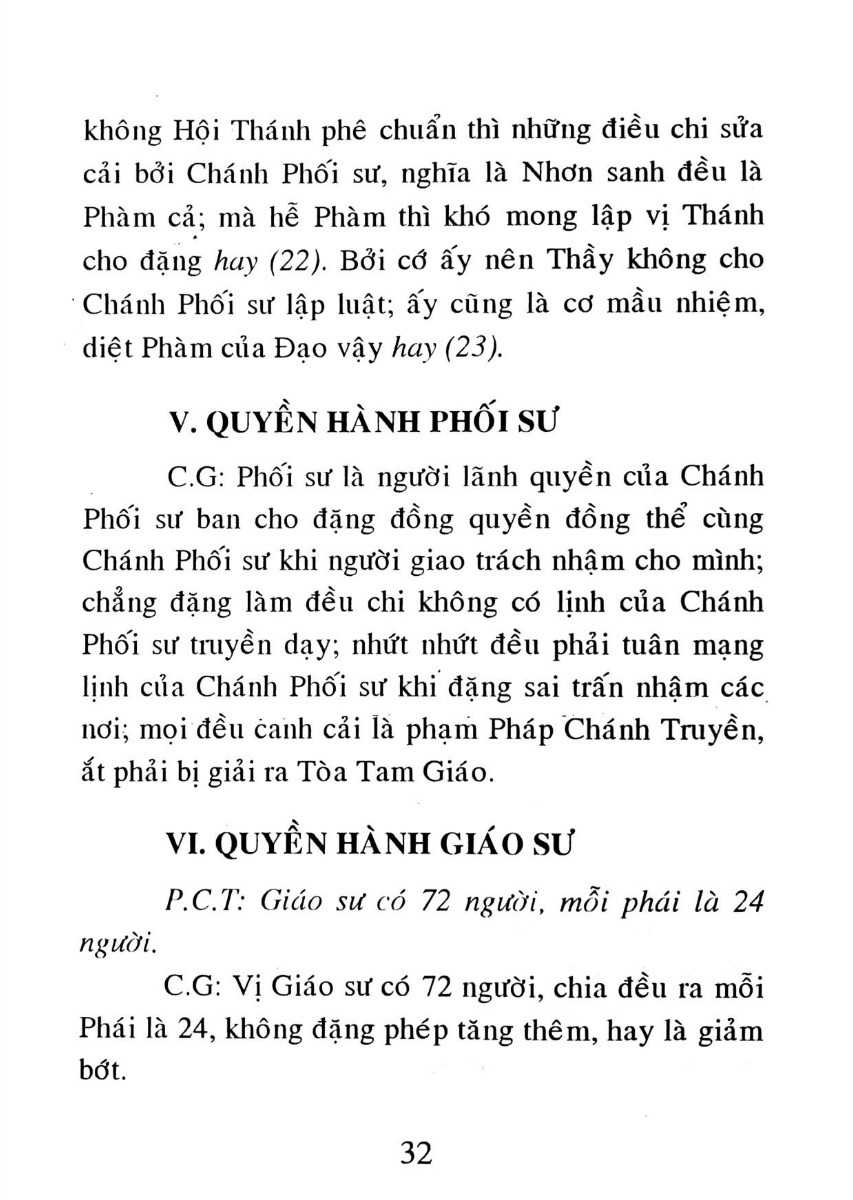 không Hội Thánh phê chuẩn thì những điều chi sửa
cải bởi Chánh Phối sư, nghĩa là Nhơn sanh đều là
Phàm cả; mà hễ Phàm thì khó mong lập vị Thánh
cho đặng hay (22). Bởi cớ ấy nên Thầy không cho
Chánh Phối sư lập luật; ấy cũng là cơ mầu nhiệm,
diệt Phàm của Đạo vậy hay (23).
V. QUYỀN HÀNH PHỐI SƯ
C.G: Phối sư là người lãnh quyền của Chánh
Phối sư ban cho đặng đồng quyền đồng thể cùng
Chánh Phối sư khi người giao trách nhậm cho mình;
chẳng đặng làm đều chi không có lịnh của Chánh
Phối sư truyền dạy; nhứt nhứt đều phải tuân mạng
lịnh của Chánh Phối sư khi đặng sai trấn nhậm các
nơi; mọi đều canh cải là phạm Pháp Chánh Truyền,
ắt phải bị giải ra Tòa Tam Giáo.
VI. QUYỀN HÀNH GIÁO SƯ
P.C.T: Giáo sư có 72 người, mỗi phái là 24
người.
C.G: Vị Giáo sư có 72 người, chia đều ra mỗi
Phái là 24, không đặng phép tăng thêm, hay là giảm
bớt.
32